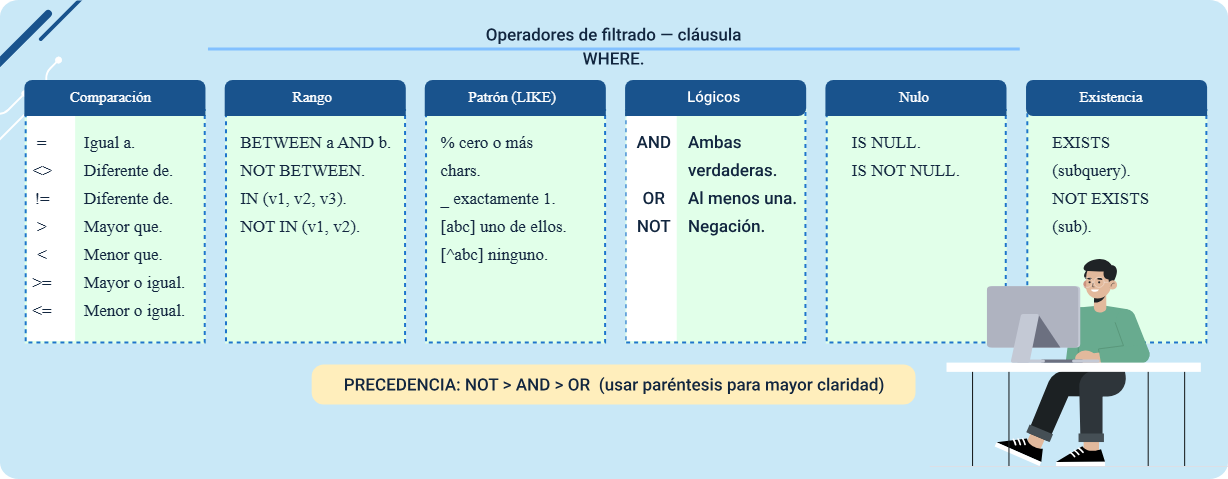 Operadores de filtrado — cláusula
WHERE.
Comparación
= Igual a.
<> Diferente de.
!= Diferente de.
> Mayor que.
< Menor que.
>= Mayor o igual.
<= Menor o igual.
Rango
BETWEEN a AND b.
NOT BETWEEN.
IN (v1, v2, v3).
NOT IN (v1, v2).
Patrón (LIKE)
% cero o más
chars.
_ exactamente 1.
[abc] uno de ellos.
[^abc] ninguno.
Lógicos
AND Ambas
verdaderas.
OR Al menos una.
NOT Negación.
Nulo
IS NULL.
IS NOT NULL.
Existencia
EXISTS
(subquery).
NOT EXISTS
(sub).
PRECEDENCIA: NOT > AND > OR (usar paréntesis para mayor claridad)